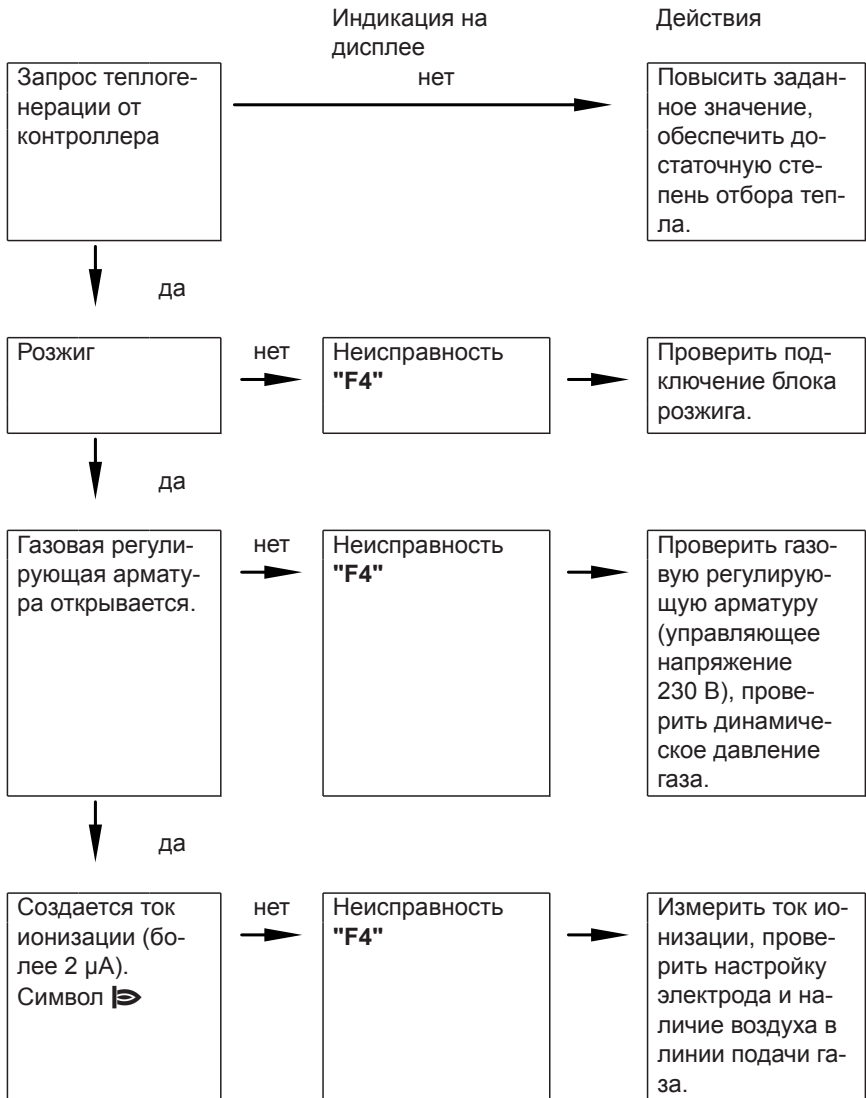 Индикация на
дисплее
Действия
Запрос теплоге-
нерации от
контроллера
нет
Повысить задан-
ное значение,
обеспечить до-
статочную сте-
пень отбора теп-
ла.
да
Розжиг
нет
Неисправность
"F4"
Проверить под-
ключение блока
розжига.
да
Газовая регули-
рующая армату-
ра открывается.
нет
Неисправность
"F4"
Проверить газо-
вую регулирую-
щую арматуру
(управляющее
напряжение
230 В), прове-
рить динамиче-
ское давление
газа.
да
Создается ток
ионизации (бо-
лее 2 μA).
Символ
нет
Неисправность
"F4"
Измерить ток ио-
низации, прове-
рить настройку
электрода и на-
личие воздуха в
линии подачи га-
за.